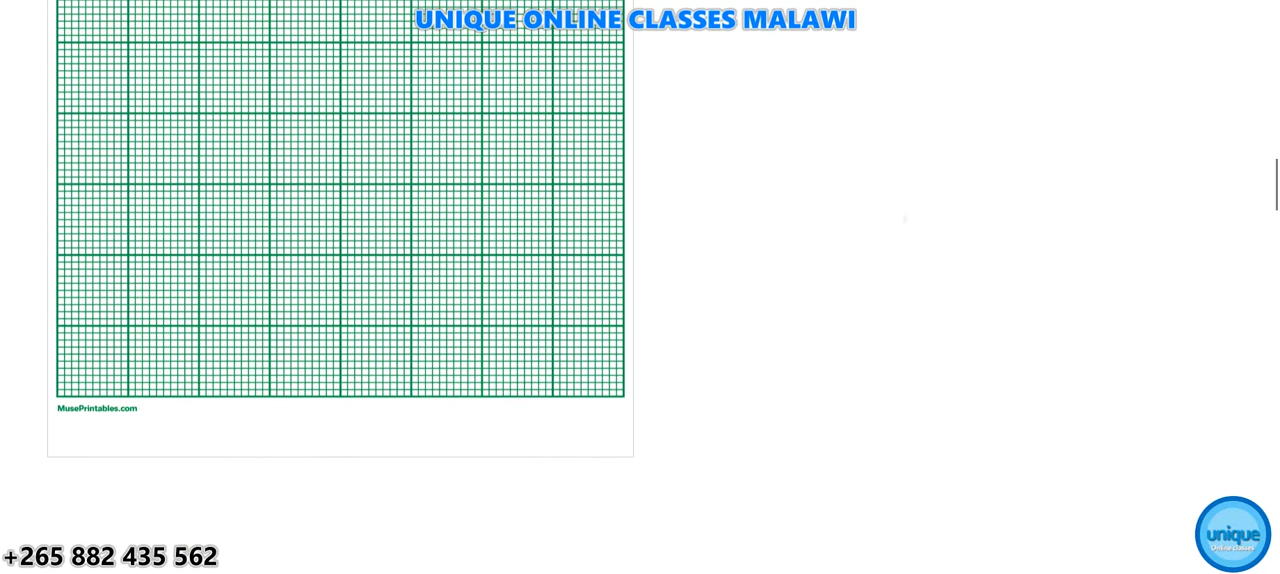 UNIQUE ONLINE CLASSES MALAWI
MusePrintables.com
+265 882 435 562
unique
Online classes